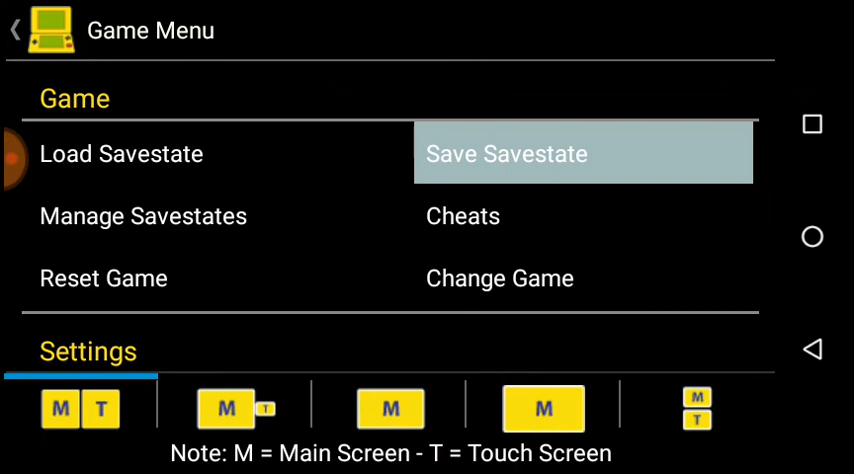 Game Menu
Game
Load Savestate
Save Savestate
Manage Savestates
Cheats
Reset Game
Change Game
Settings
M T
M T
M
M
M
T
Note: M = Main Screen - T = Touch Screen